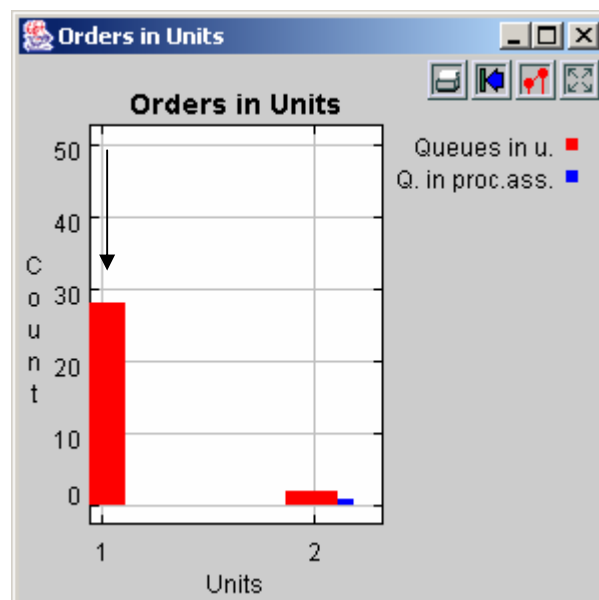 Orders in Units
Orders in Units
Queues in u.
Q. in proc.ass.
50
40
30
20
10
0
Count
1
2
Units